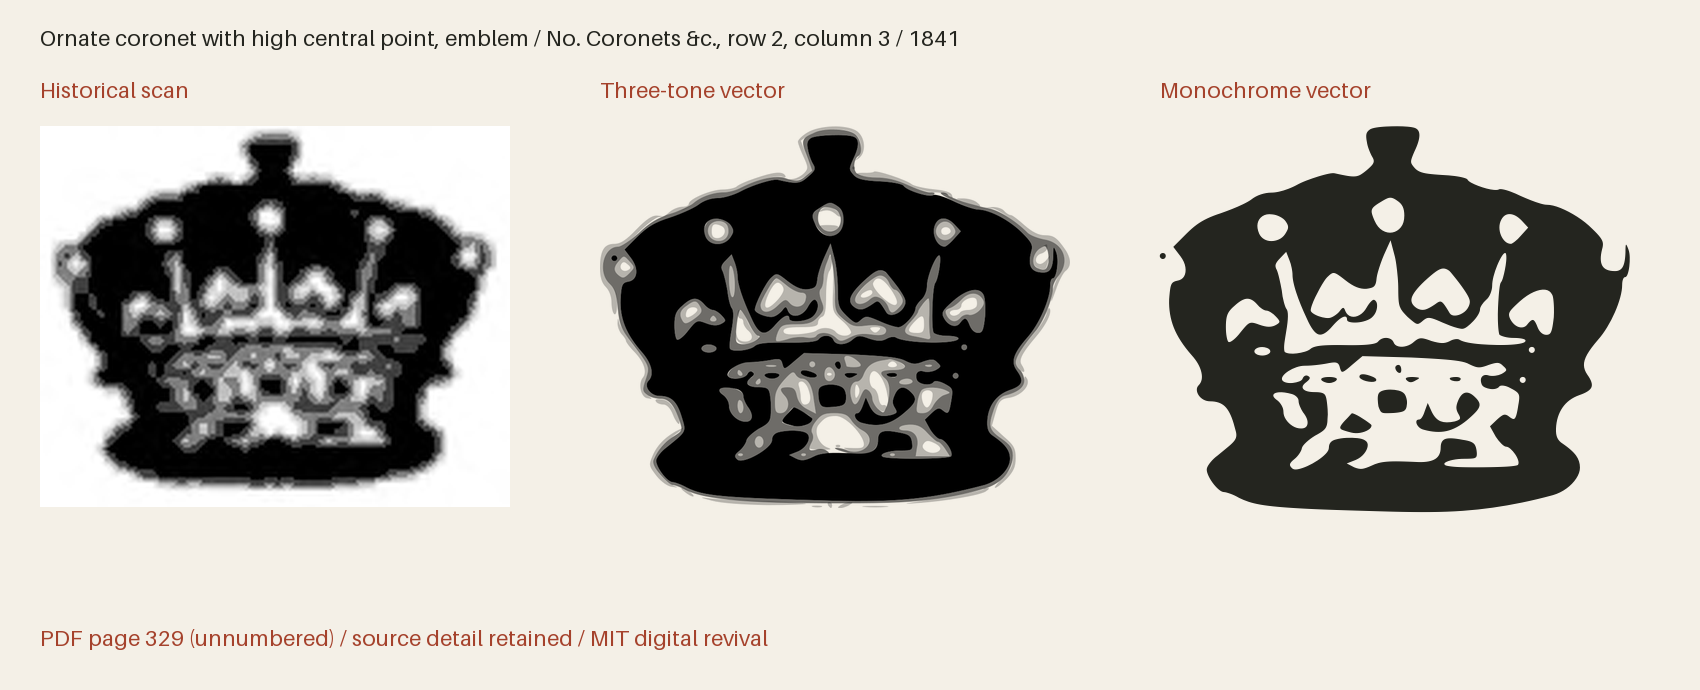 Ornate coronet with high central point, emblem / No. Coronets &c., row 2, column 3 / 1841
Historical scan
Three-tone vector
Monochrome vector
PDF page 329 (unnumbered) / source detail retained / MIT digital revival